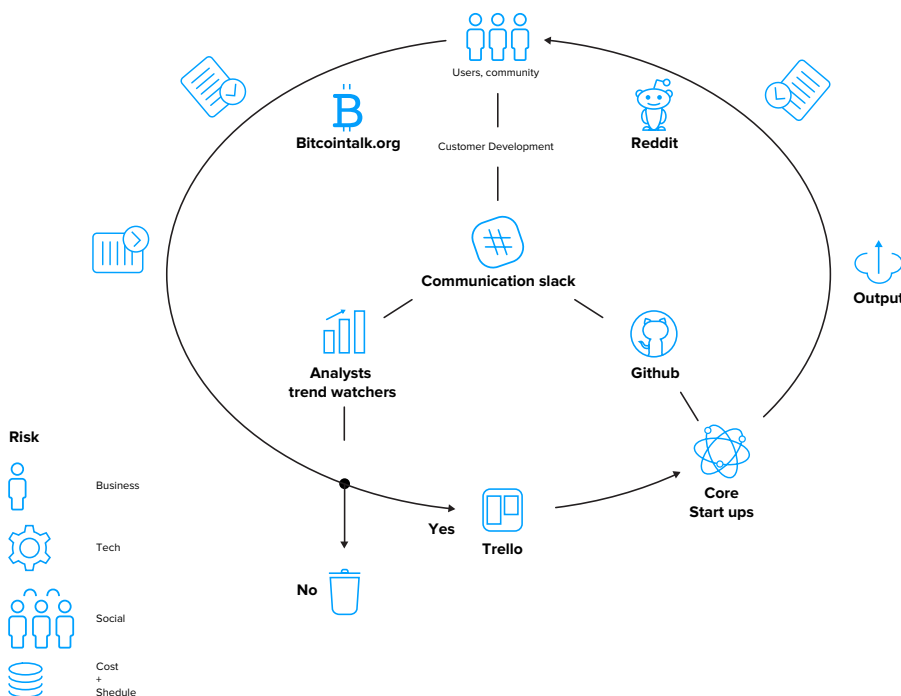 Users, community
Bitcointalk.org
Customer Development
Reddit
Communication slack
Output
Analysts
trend watchers
Github
Risk
Business
Core
Start ups
Yes
Trello
Tech
No
Social
Cost
+
Shedule